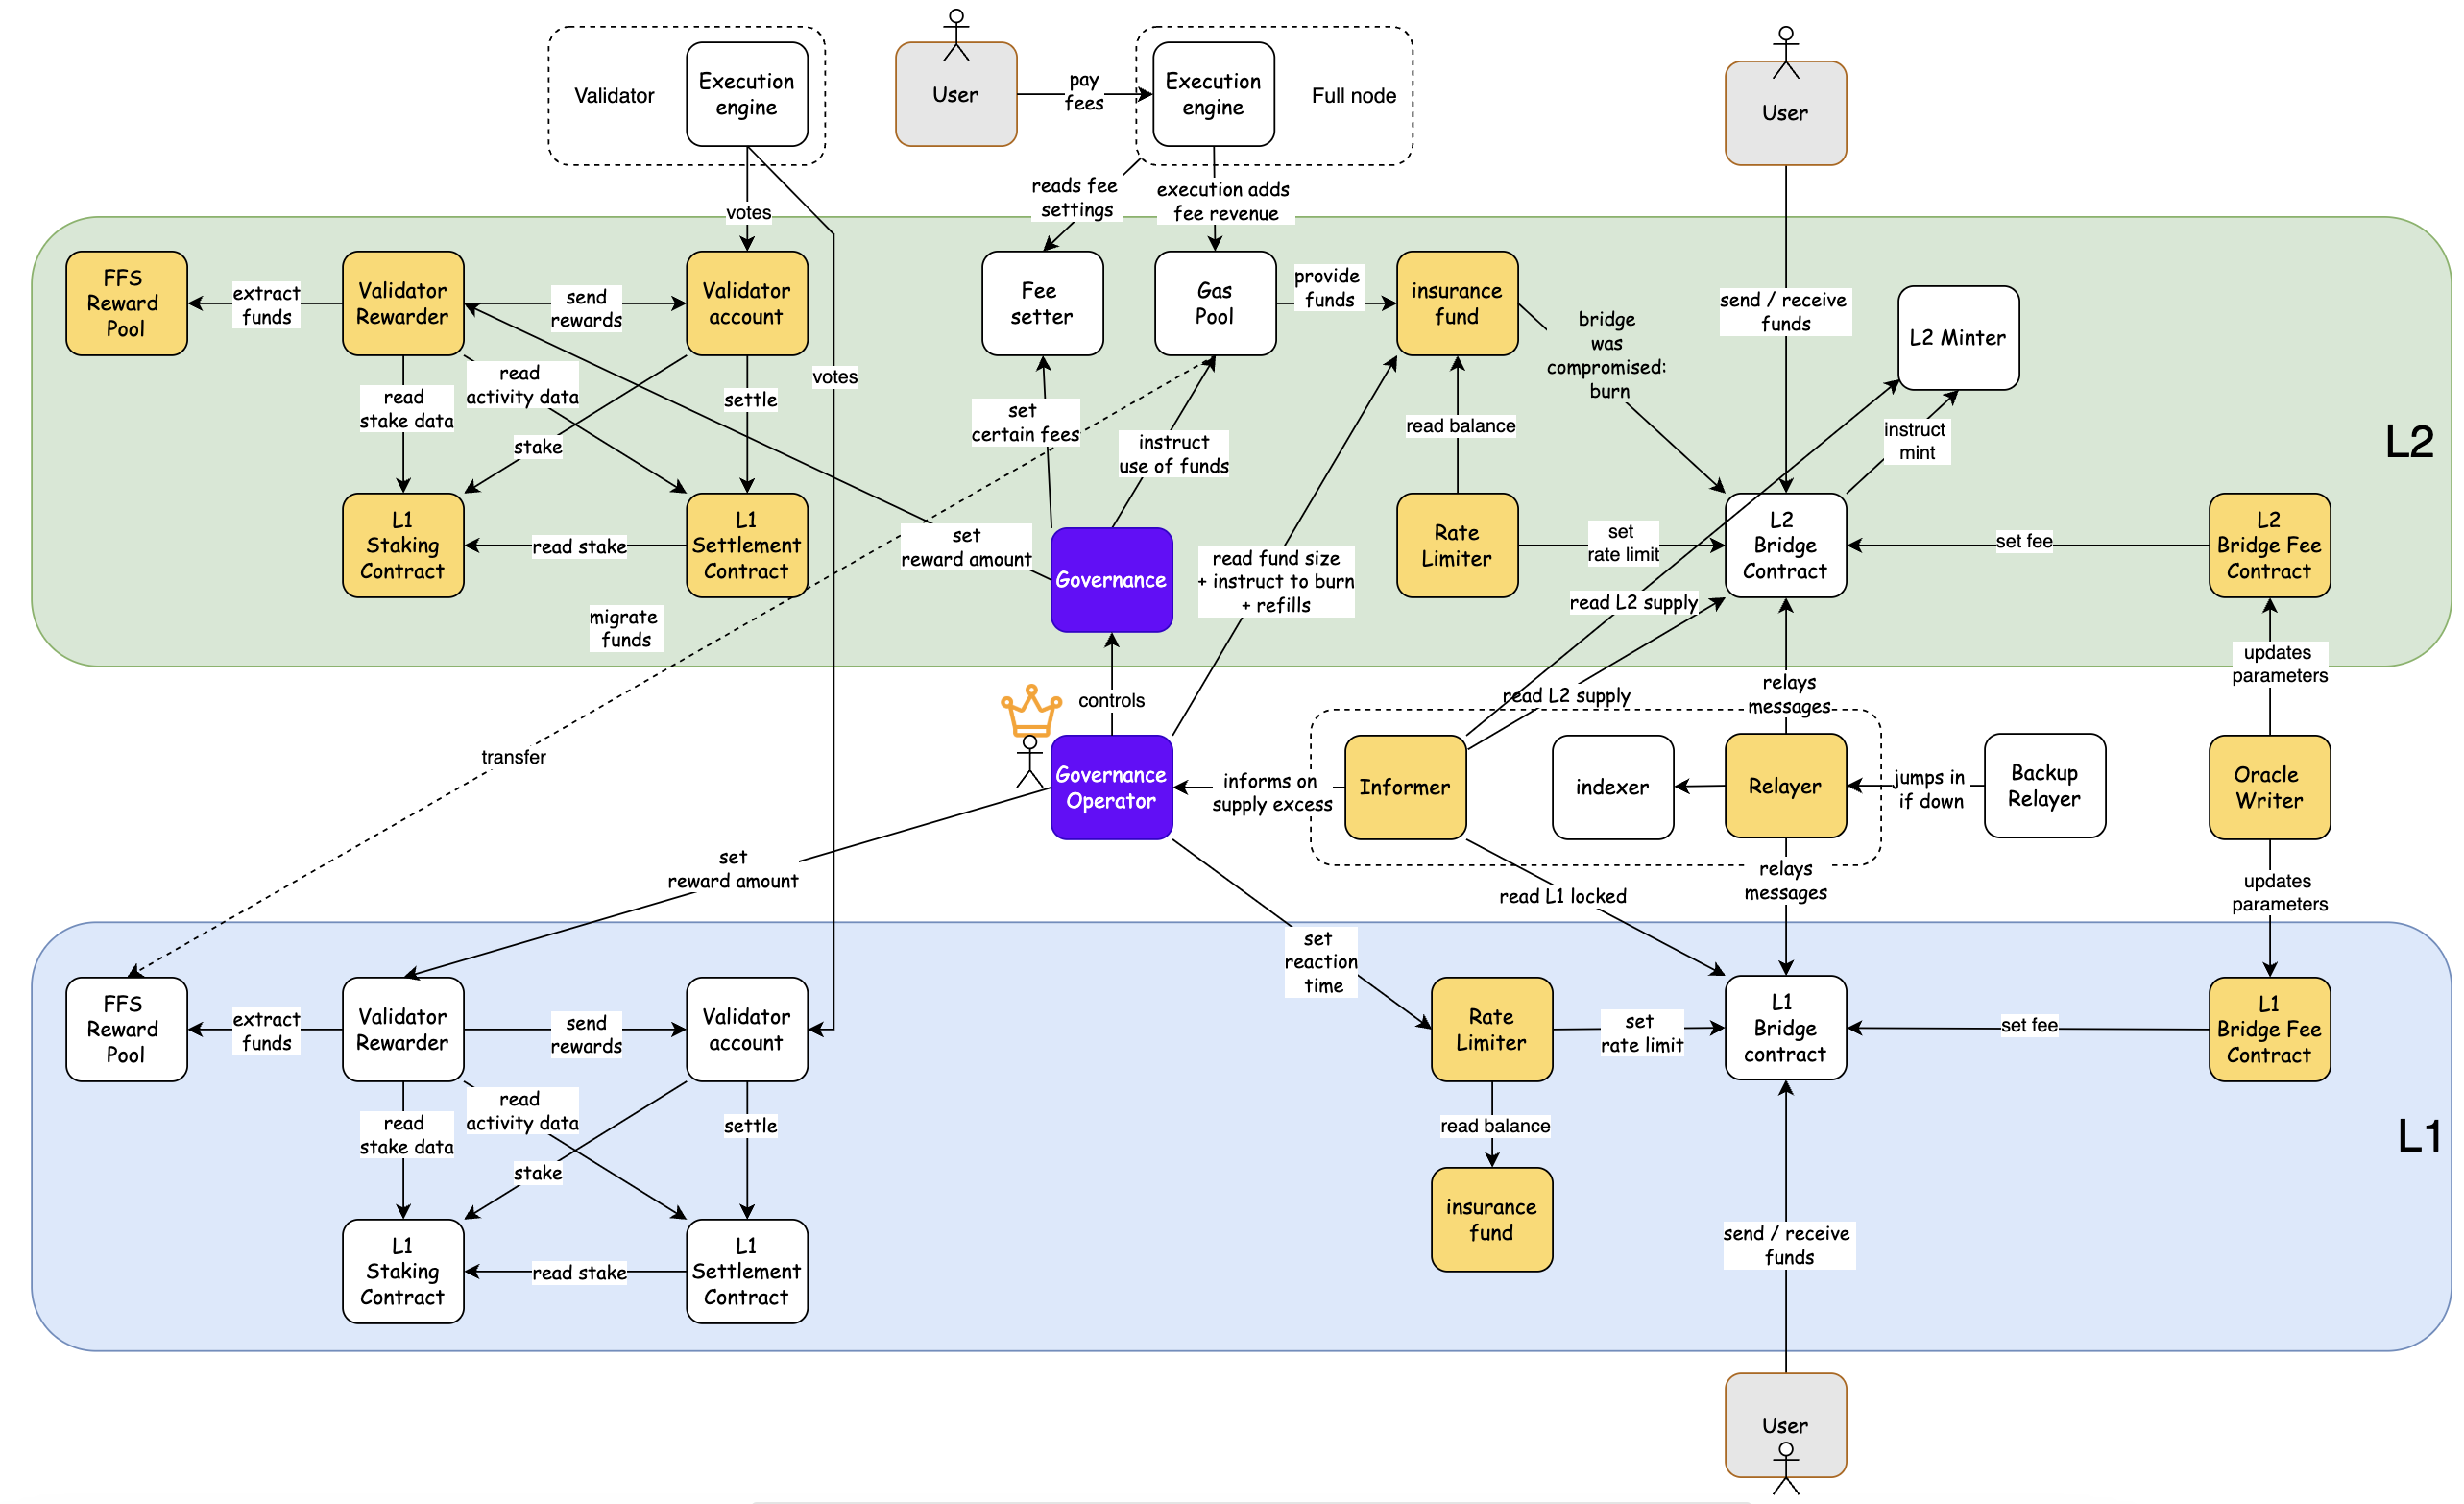 Validator
Execution
engine
User
pay
fees
Execution
engine
Full node
User
votes
reads fee
settings
execution adds
fee revenue
FFS
Reward
Pool
extract
funds
Validator
Rewarder
send
rewards
Validator
account
Fee
setter
Gas
Pool
provide
funds
insurance
fund
bridge
was
compromised:
burn
send / receive
funds
L2 Minter
read
stake data
read
activity data
settle
votes
stake
set
certain fees
instruct
use of funds
read balance
instruct
mint
L2
L1
Staking
Contract
read stake
L1
Settlement
Contract
set
reward amount
Governance
read fund size
+ instruct to burn
+ refills
Rate
Limiter
set
rate limit
L2
Bridge
Contract
set fee
L2
Bridge Fee
Contract
migrate
funds
read L2 supply
read L2 supply
relays
messages
updates
parameters
controls
transfer
Governance
Operator
informs on
supply excess
Informer
indexer
Relayer
jumps in
if down
Backup
Relayer
Oracle
Writer
set
reward amount
read L1 locked
relays
messages
updates
parameters
set
reaction
time
FFS
Reward
Pool
extract
funds
Validator
Rewarder
send
rewards
Validator
account
Rate
Limiter
set
rate limit
L1
Bridge
contract
set fee
L1
Bridge Fee
Contract
read
stake data
read
activity data
settle
stake
read balance
L1
L1
Staking
Contract
read stake
L1
Settlement
Contract
insurance
fund
send / receive
funds
User